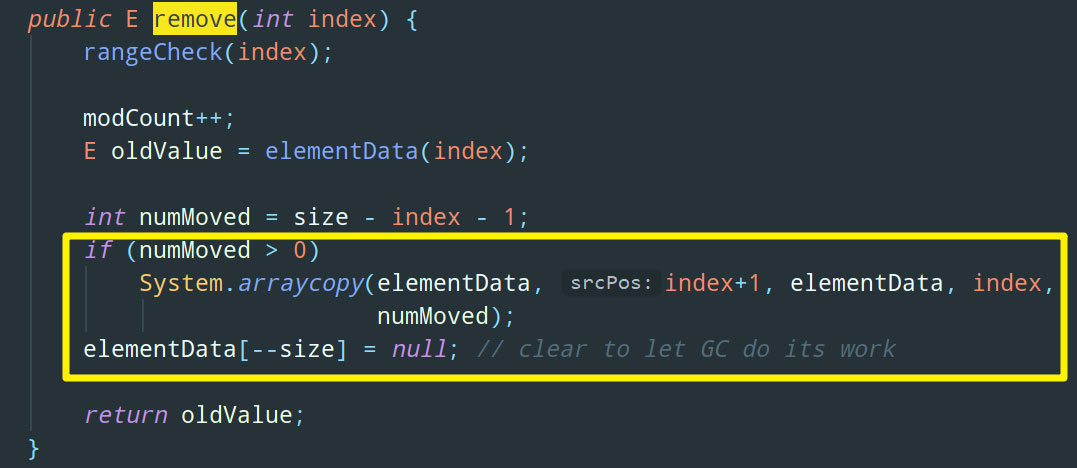 public E remove(int index) {
rangeCheck(index);
modCount++;
E oldValue = elementData(index);
int numMoved = size - index - 1;
if (numMoved > 0)
System.arraycopy(elementData, srcPos: index+1, elementData, index,
numMoved);
elementData[--size] = null; // clear to let GC do its work
return oldValue;
}